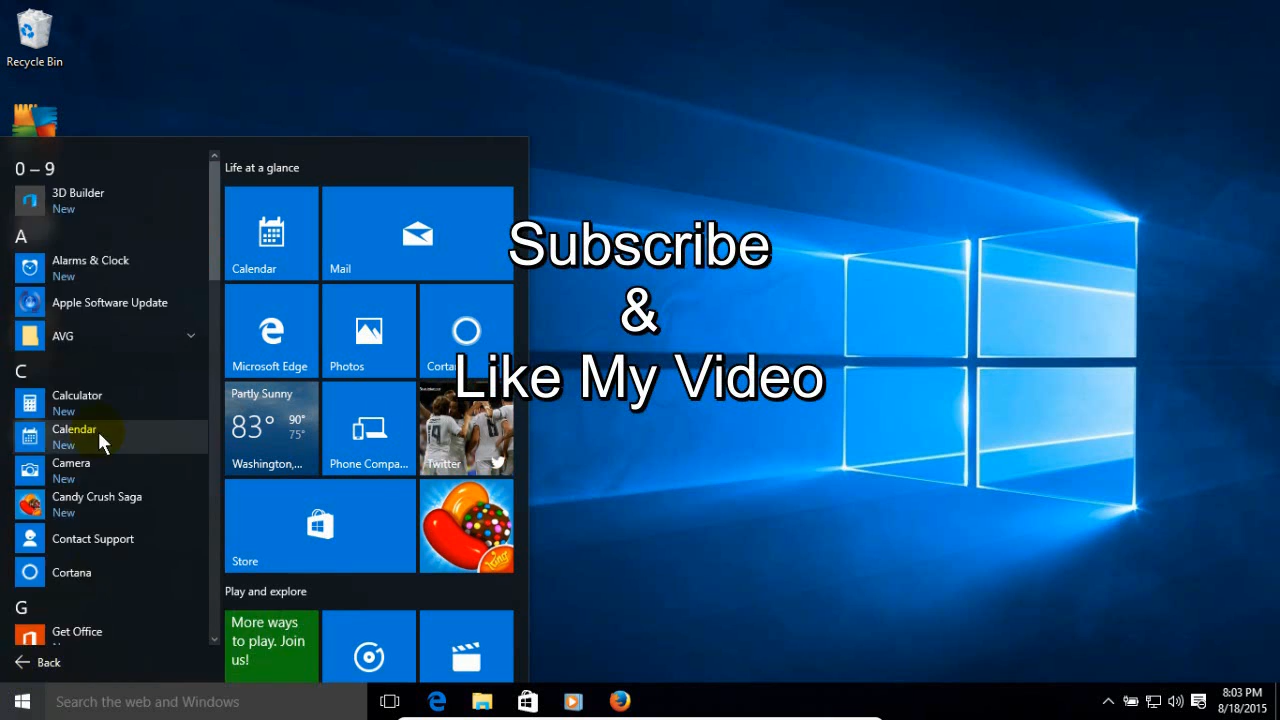 Recycle Bin
0 – 9
3D Builder
New
A
Alarms & Clock
New
Apple Software Update
AVG
C
Calculator
New
Calendar
New
Camera
New
Candy Crush Saga
New
Contact Support
Cortana
G
Get Office
Back
Life at a glance
Calendar
Mail
Microsoft Edge
Photos
Partly Sunny
83° 90°
75°
Washington,...
Phone Compa...
Twitter
Store
King
Play and explore
More ways
to play. Join
us!
Subscribe
&
Like My Video
Search the web and Windows
8:03 PM
8/18/2015